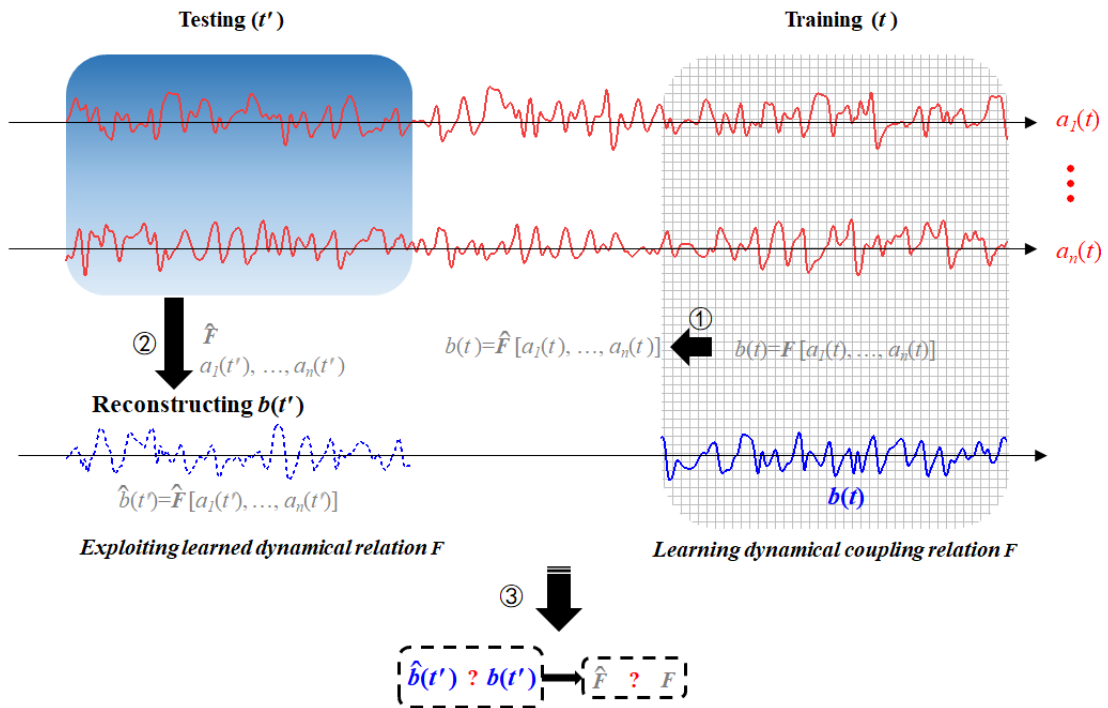 Testing (t′)
Training (t)
a₁(t)
aₙ(t)
①
b(t)=F̂ [a₁(t), …, aₙ(t)]
b(t)=F [a₁(t), …, aₙ(t)]
②
F̂
a₁(t′), …, aₙ(t′)
Reconstructing b(t′)
b̂(t′)=F̂ [a₁(t′), …, aₙ(t′)]
b(t)
Exploiting learned dynamical relation F
Learning dynamical coupling relation F
③
b̂(t′) ? b(t′)
F̂ ? F